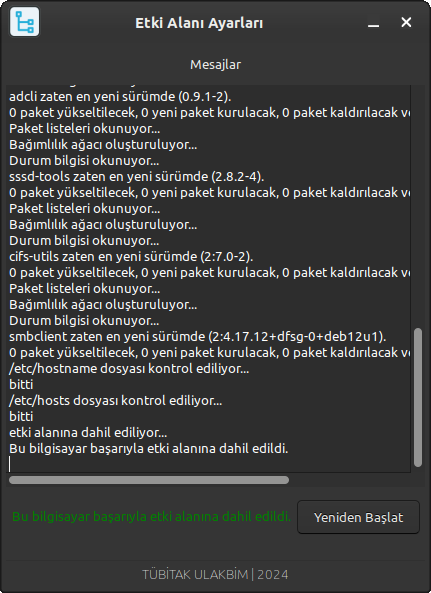 Etki Alanı Ayarları
Mesajlar
adcli zaten en yeni sürümde (0.9.1-2).
0 paket yükseltilecek, 0 yeni paket kurulacak, 0 paket kaldırılacak
Paket listeleri okunuyor...
Bağımlılık ağacı oluşturuluyor...
Durum bilgisi okunuyor...
sssd-tools zaten en yeni sürümde (2.8.2-4).
0 paket yükseltilecek, 0 yeni paket kurulacak, 0 paket kaldırılacak
Paket listeleri okunuyor...
Bağımlılık ağacı oluşturuluyor...
Durum bilgisi okunuyor...
cifs-utils zaten en yeni sürümde (2:7.0-2).
0 paket yükseltilecek, 0 yeni paket kurulacak, 0 paket kaldırılacak
Paket listeleri okunuyor...
Bağımlılık ağacı oluşturuluyor...
Durum bilgisi okunuyor...
smbclient zaten en yeni sürümde (2:4.17.12+dfsg-0+deb12u1).
0 paket yükseltilecek, 0 yeni paket kurulacak, 0 paket kaldırılacak
/etc/hostname dosyası kontrol ediliyor...
bitti
/etc/hosts dosyası kontrol ediliyor...
bitti
etki alanına dahil ediliyor...
Bu bilgisayar başarıyla etki alanına dahil edildi.
Bu bilgisayar başarıyla etki alanına dahil edildi.
Yeniden Başlat
TÜBİTAK ULAKBİM | 2024